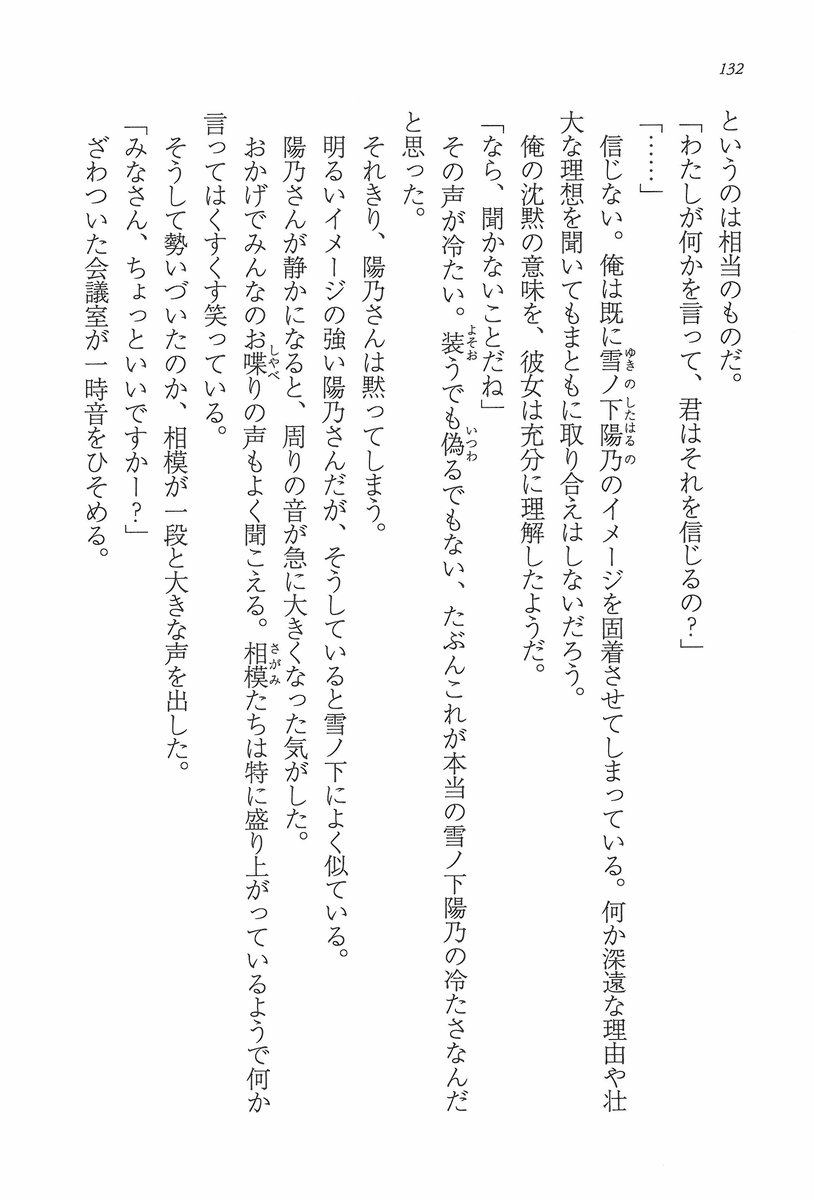 132
というのは相当のものだ。
「わたしが何かを言って、君はそれを信じるの？」
「……」
信じない。俺は既に雪ノ下陽乃のイメージを固着させてしまっている。何か深遠な理由や壮
大な理想を聞いてもまともに取り合えはしないだろう。
俺の沈黙の意味を、彼女は充分に理解したようだ。
「なら、聞かないことだね」
その声が冷たい。装うでも偽るでもない、たぶんこれが本当の雪ノ下陽乃の冷たさなんだ
と思った。
それきり、陽乃さんは黙ってしまう。
明るいイメージの強い陽乃さんだが、そうしていると雪ノ下によく似ている。
陽乃さんが静かになると、周りの音が急に大きくなった気がした。
おかげでみんなのお喋りの声もよく聞こえる。相模たちは特に盛り上がっているようで何か
言ってはくすくす笑っている。
そうして勢いづいたのか、相模が一段と大きな声を出した。
「みなさん、ちょっといいですかー？」
ざわついた会議室が一時音をひそめる。